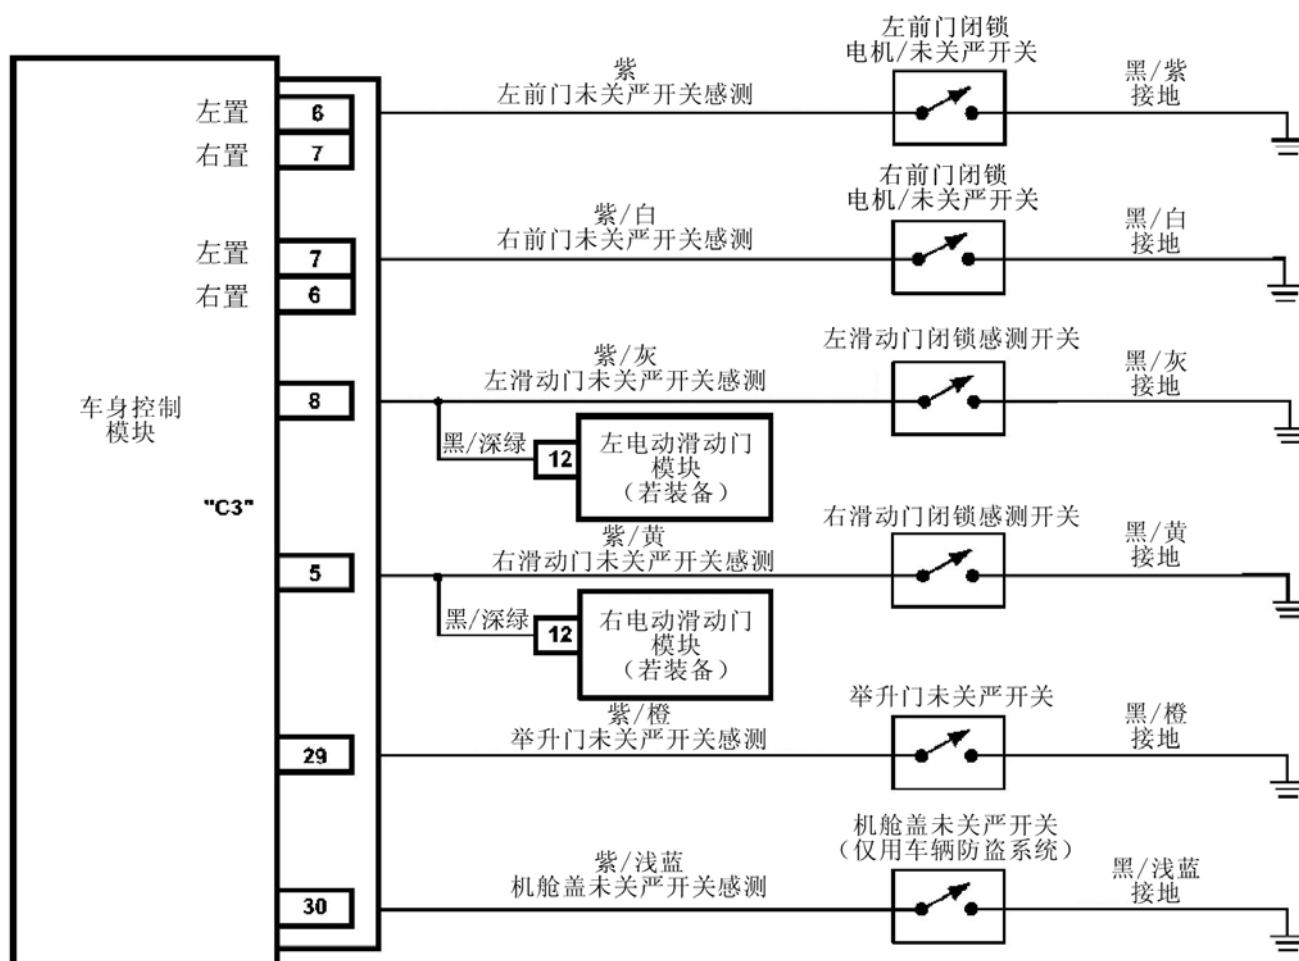 左前门闭锁
电机/未关严开关
紫
左前门未关严开关感测
黑/紫
接地
左置
6
右置
7
右前门闭锁
电机/未关严开关
紫/白
右前门未关严开关感测
黑/白
接地
左置
7
右置
6
左滑动门闭锁感测开关
紫/灰
左滑动门未关严开关感测
黑/灰
接地
8
车身控制
模块
黑/深绿
12
左电动滑动门
模块
（若装备）
"C3"
右滑动门闭锁感测开关
紫/黄
右滑动门未关严开关感测
黑/黄
接地
5
黑/深绿
12
右电动滑动门
模块
（若装备）
举升门未关严开关
紫/橙
举升门未关严开关感测
黑/橙
接地
29
机舱盖未关严开关
（仅用车辆防盗系统）
紫/浅蓝
机舱盖未关严开关感测
黑/浅蓝
接地
30